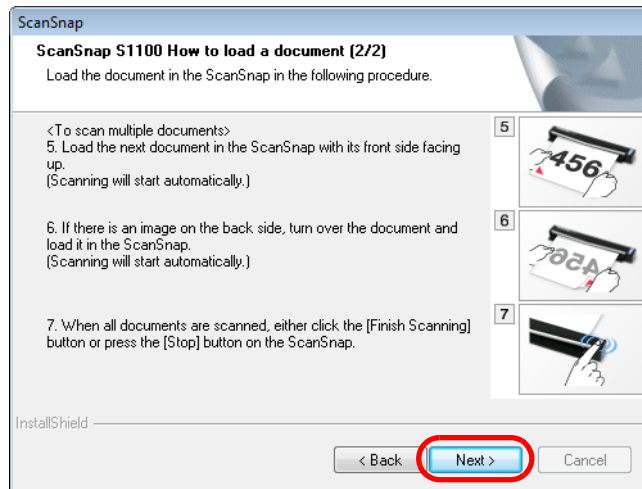 ScanSnap
ScanSnap S1100 How to load a document (2/2)
Load the document in the ScanSnap in the following procedure.
<To scan multiple documents>
5. Load the next document in the ScanSnap with its front side facing
up.
(Scanning will start automatically.)
5
456
6. If there is an image on the back side, turn over the document and
load it in the ScanSnap.
(Scanning will start automatically.)
6
456
7. When all documents are scanned, either click the [Finish Scanning]
button or press the [Stop] button on the ScanSnap.
7
InstallShield
< Back
Next >
Cancel